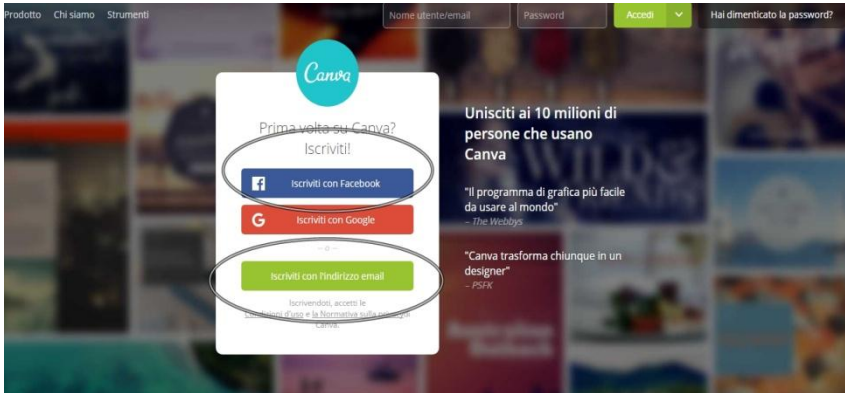 Prodotto Chi siamo Strumenti
Nome utente/email
Password
Accedi
Hai dimenticato la password?
Canva
Prima volta su Canva?
Iscriviti!
Iscriviti con Facebook
G Iscriviti con Google
– o –
Iscriviti con l'indirizzo email
Iscrivendoti, accetti le
Condizioni d'uso e la Normativa sulla privacy di
Canva.
Unisciti ai 10 milioni di
persone che usano
Canva
"Il programma di grafica più facile
da usare al mondo"
– The Webbys
"Canva trasforma chiunque in un
designer"
– PSFK